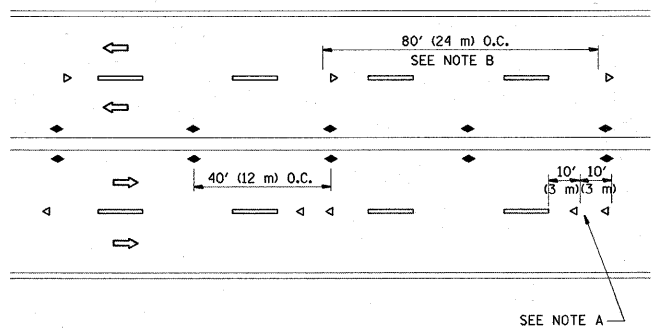 80' (24 m) O.C.
SEE NOTE B
40' (12 m) O.C.
10' 10'
(3 m) (3 m)
SEE NOTE A